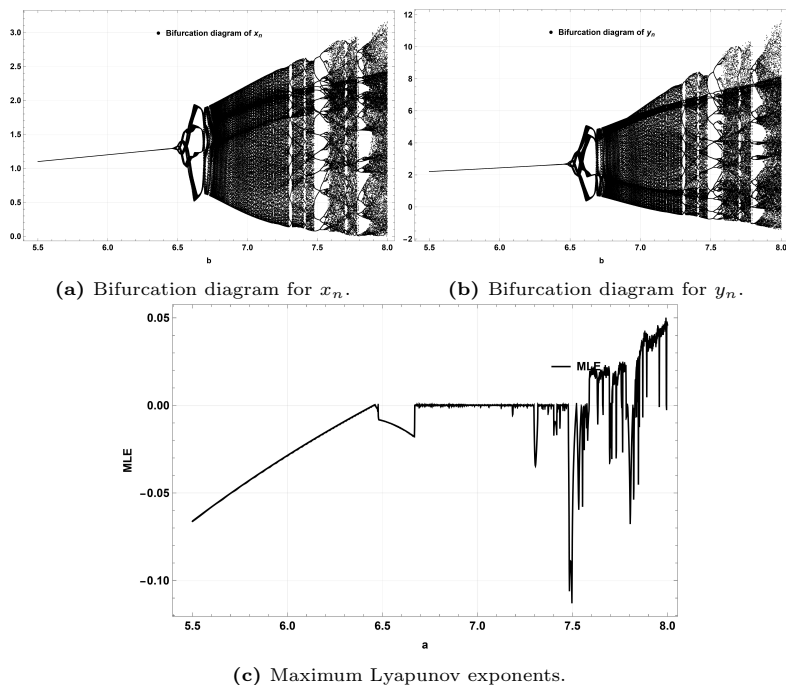 Bifurcation diagram of xn
3.0
2.5
2.0
1.5
1.0
0.5
0.0
5.5 6.0 6.5 7.0 7.5 8.0
b
Bifurcation diagram of yn
12
10
8
6
4
2
0
−2
5.5 6.0 6.5 7.0 7.5 8.0
b
(a) Bifurcation diagram for xn.
(b) Bifurcation diagram for yn.
0.05
0.00
−0.05
−0.10
MLE
MLE
5.5 6.0 6.5 7.0 7.5 8.0
a
(c) Maximum Lyapunov exponents.